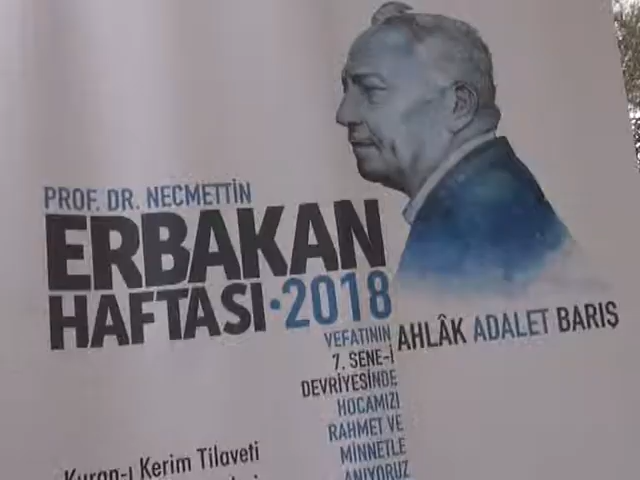 PROF. DR. NECMETTİN
ERBAKAN
HAFTASI·2018
AHLÂK ADALET BARIŞ
VEFATININ
7. SENE-İ
DEVRİYESİNDE
HOCAMIZI
RAHMET VE
MİNNETLE
ANIYORUZ
Kuran-ı Kerim Tilaveti